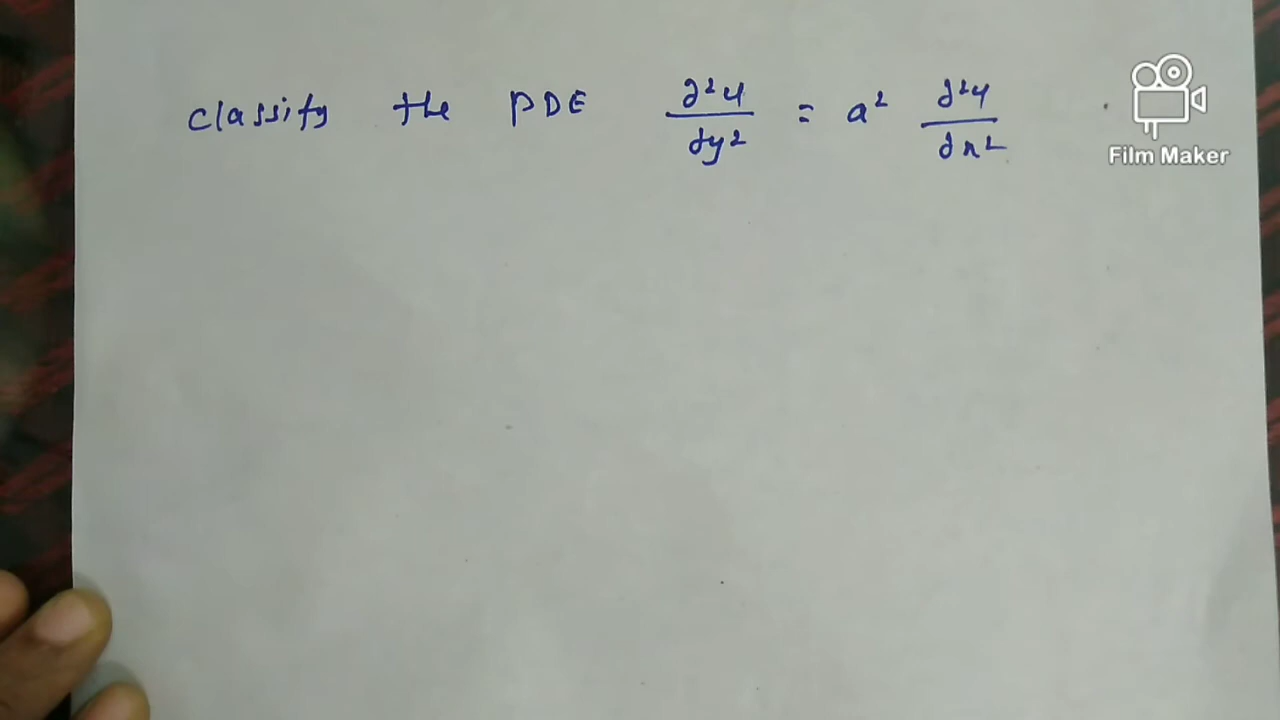 classify the PDE ∂²u/∂y² = a² ∂²u/∂x²
Film Maker